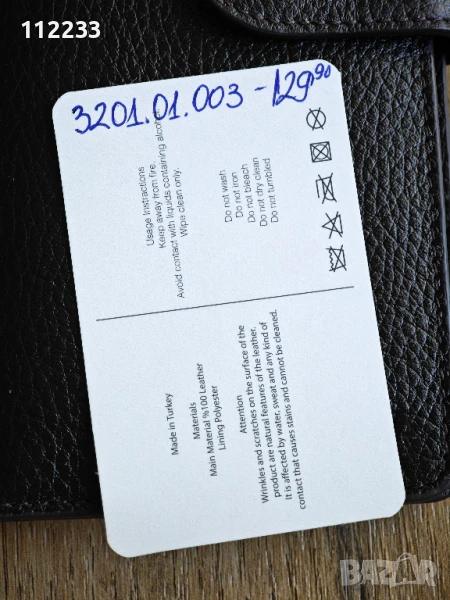 112233
3201.01.003 - 129,90
Usage Instractions
Keep away from fire.
Avoid contact with liquids containing alcohol
Wipe clean only.
Do not wash
Do not iron
Do not bleach
Do not dry clean
Do not tumbled
Made in Turkey
Materials
Main Material %100 Leather
Lining Polyester
Attention
Wrinkles and scratches on the surface of the
product are natural features of the leather.
It is affected by water, sweat and any kind of
contact that causes stains and cannot be cleaned.
BAZAR